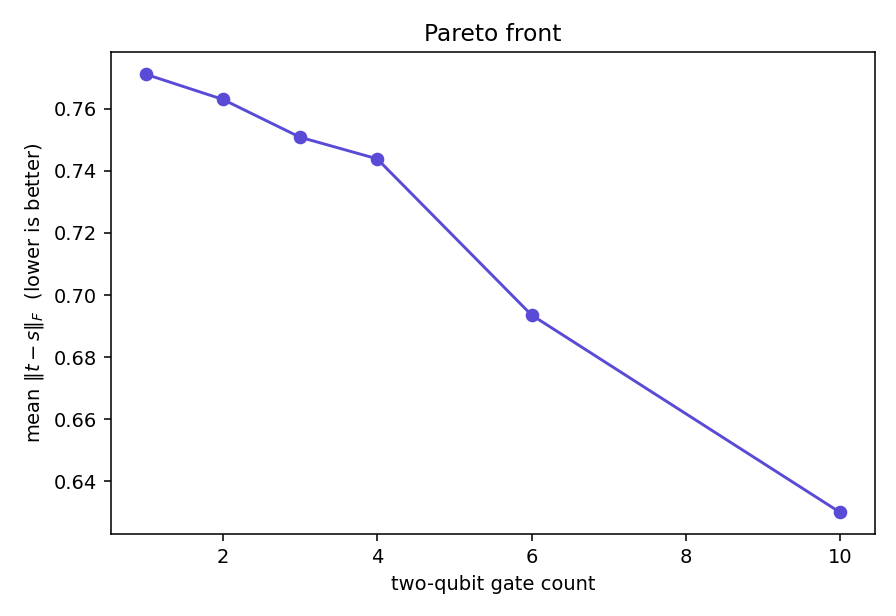 Pareto front
mean ‖t − s‖F (lower is better)
0.76
0.74
0.72
0.70
0.68
0.66
0.64
2 4 6 8 10
two-qubit gate count